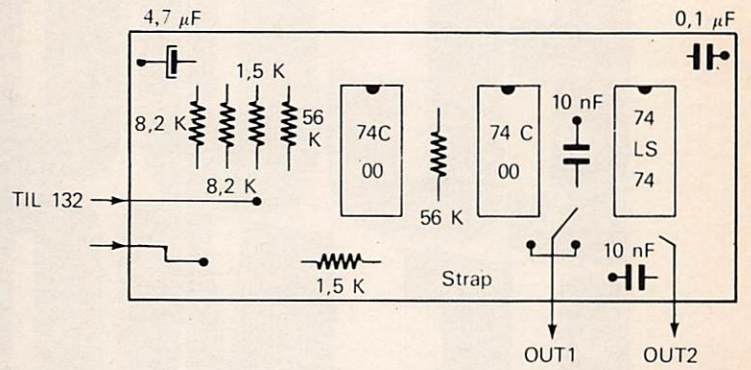 4,7 µF
0,1 µF
1,5 K
8,2 K
56
K
8,2 K
74C
00
56 K
74 C
00
10 nF
74
LS
74
TIL 132
1,5 K
Strap
10 nF
OUT1
OUT2